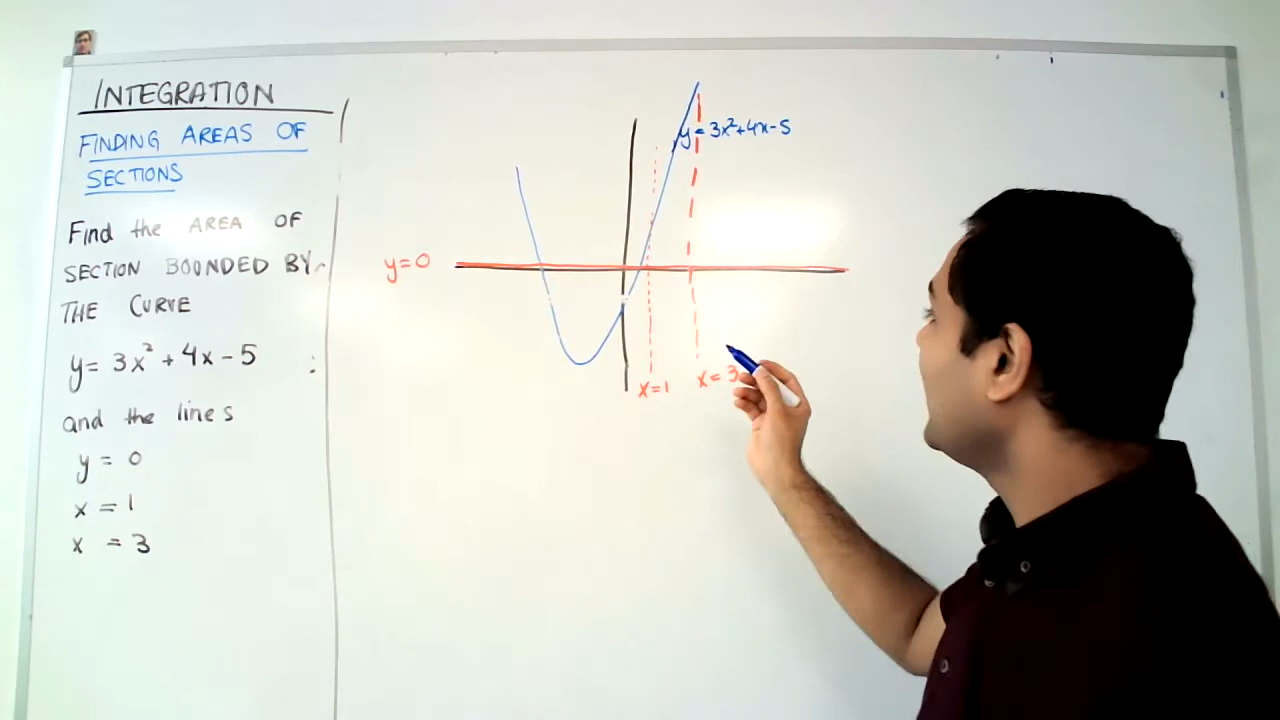 INTEGRATION
FINDING AREAS OF
SECTIONS
Find the AREA OF
SECTION BOUNDED BY
THE CURVE
y = 3x² + 4x - 5
and the lines
y = 0
x = 1
x = 3
y = 3x²+4x-5
y=0
x=1
x=3